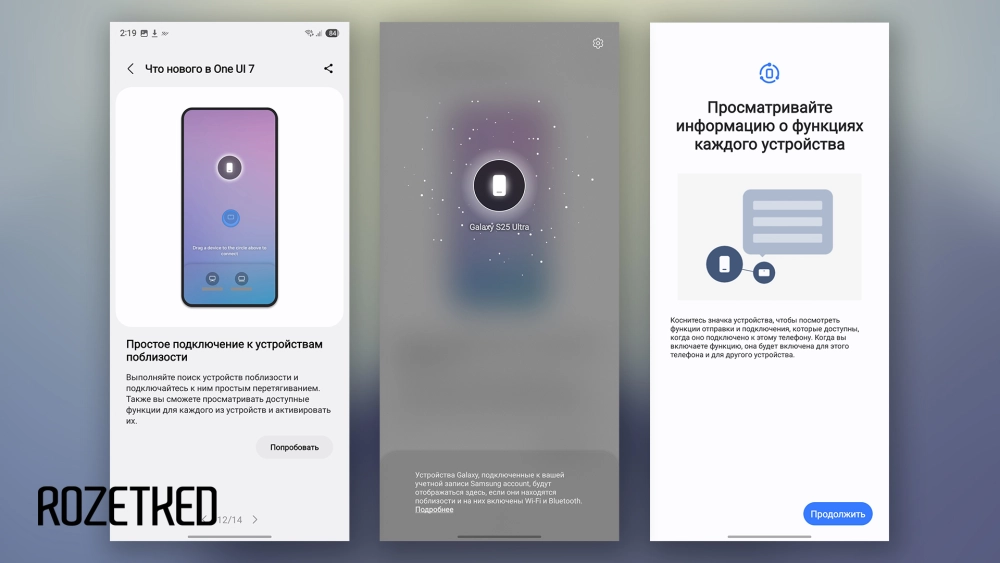 2:19
84
Что нового в One UI 7
Drag a device to the circle above to
connect
Простое подключение к устройствам
поблизости
Выполняйте поиск устройств поблизости и
подключайтесь к ним простым перетягиванием.
Также вы сможете просматривать доступные
функции для каждого из устройств и активировать
их.
Попробовать
12/14
ROZETKED
Galaxy S25 Ultra
Устройства Galaxy, подключенные к вашей
учетной записи Samsung account, будут
отображаться здесь, если они находятся
поблизости и на них включены Wi-Fi и Bluetooth.
Подробнее
Просматривайте
информацию о функциях
каждого устройства
Коснитесь значка устройства, чтобы посмотреть
функции отправки и подключения, которые доступны,
когда оно подключено к этому телефону. Когда вы
включаете функцию, она будет включена для этого
телефона и для другого устройства.
Продолжить